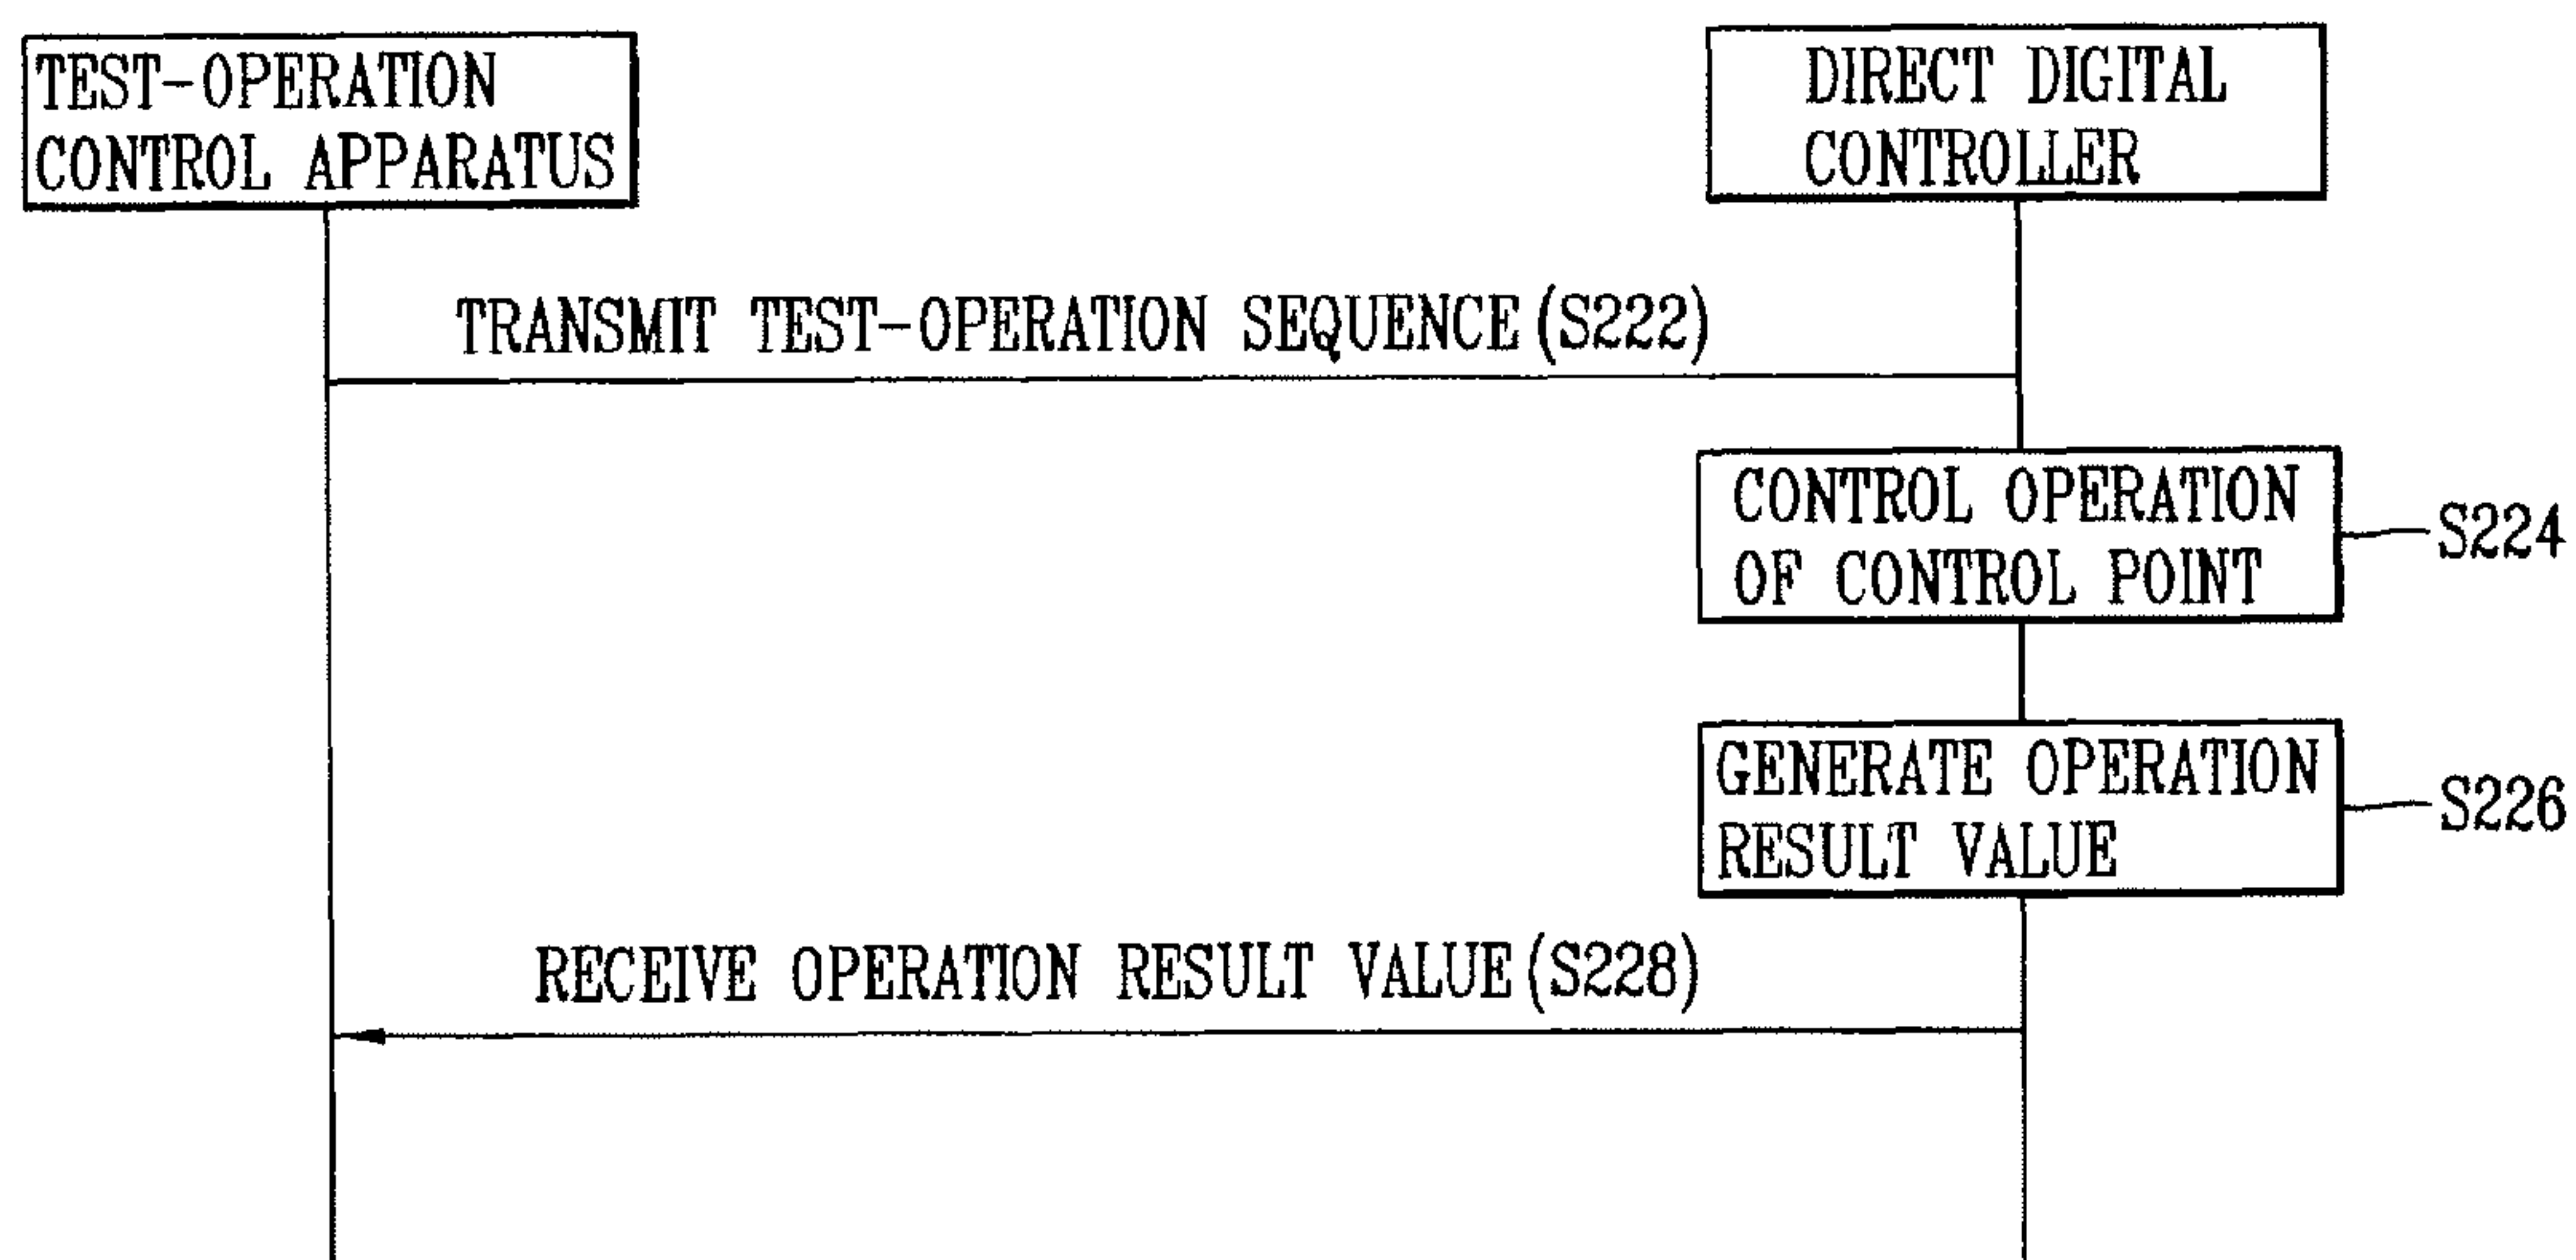 TEST-OPERATION
CONTROL APPARATUS
DIRECT DIGITAL
CONTROLLER
TRANSMIT TEST-OPERATION SEQUENCE(S222)
CONTROL OPERATION
OF CONTROL POINT
S224
GENERATE OPERATION
RESULT VALUE
S226
RECEIVE OPERATION RESULT VALUE(S228)